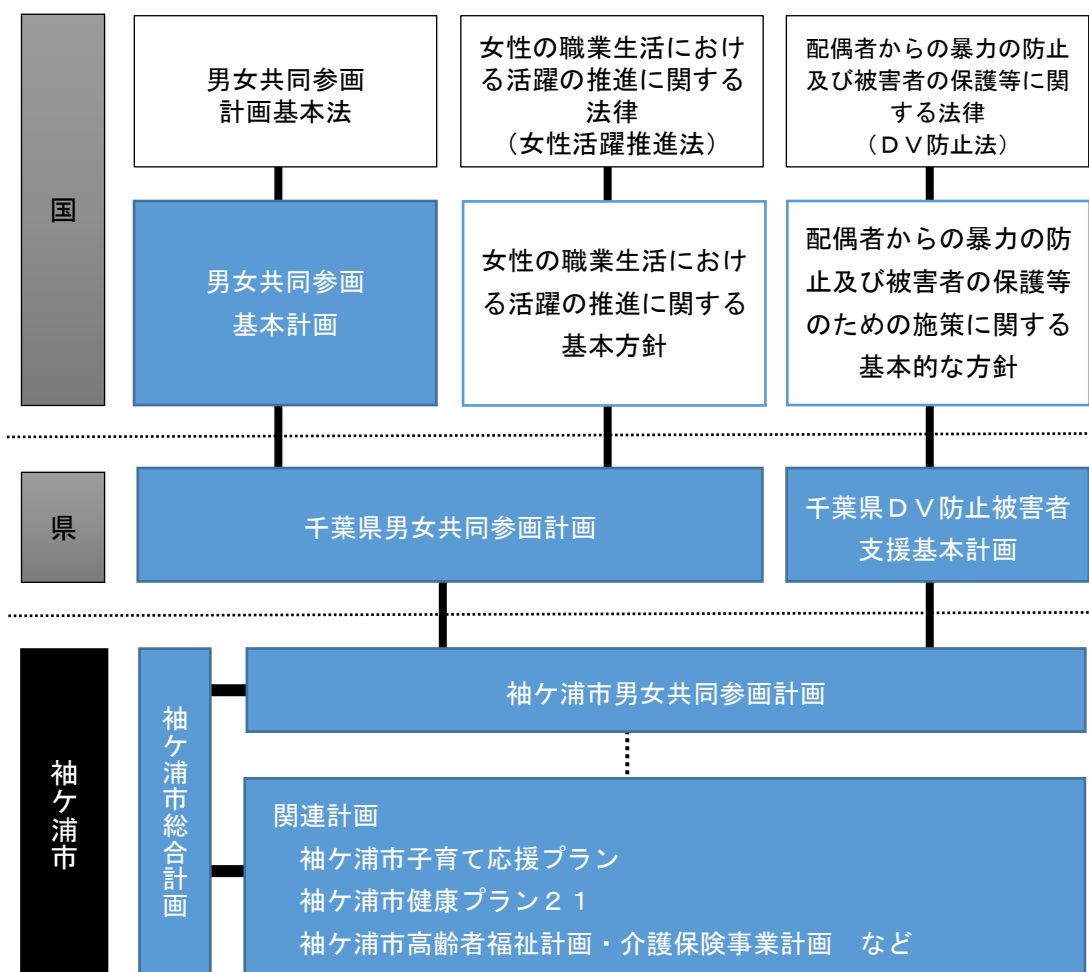 国
男女共同参画
計画基本法
女性の職業生活におけ
る活躍の推進に関する
法律
（女性活躍推進法）
配偶者からの暴力の防止
及び被害者の保護等に関
する法律
（ＤＶ防止法）
男女共同参画
基本計画
女性の職業生活におけ
る活躍の推進に関する
基本方針
配偶者からの暴力の防
止及び被害者の保護等
のための施策に関する
基本的な方針
県
千葉県男女共同参画計画
千葉県ＤＶ防止被害者
支援基本計画
袖ケ浦市
袖ケ浦市総合計画
袖ケ浦市男女共同参画計画
関連計画
袖ケ浦市子育て応援プラン
袖ケ浦市健康プラン２１
袖ケ浦市高齢者福祉計画・介護保険事業計画　など